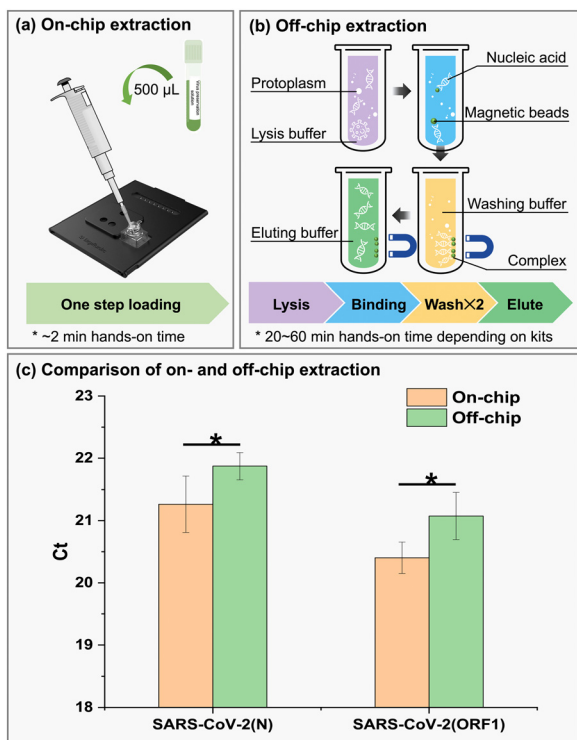 (a) On-chip extraction
500 µL
Virus preservation
solution
One step loading
* ~2 min hands-on time
(b) Off-chip extraction
Protoplasm
Nucleic acid
Magnetic beads
Lysis buffer
Washing buffer
Eluting buffer
Complex
Lysis
Binding
Wash×2
Elute
* 20~60 min hands-on time depending on kits
(c) Comparison of on- and off-chip extraction
23
22
21
20
19
18
Ct
On-chip
Off-chip
*
*
SARS-CoV-2(N)
SARS-CoV-2(ORF1)